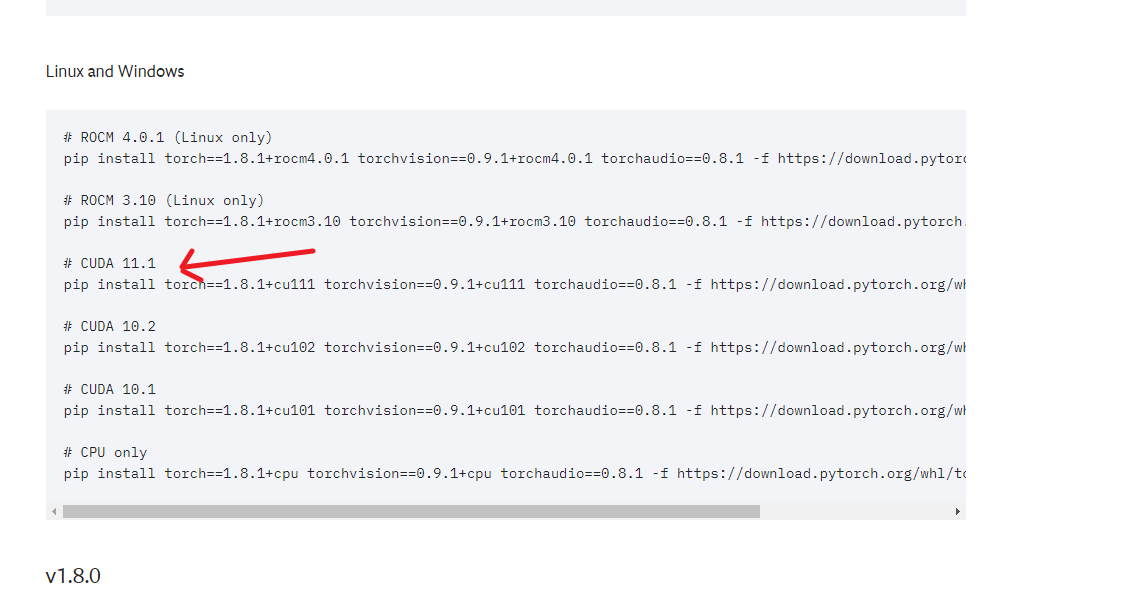 Linux and Windows
# ROCM 4.0.1 (Linux only)
pip install torch==1.8.1+rocm4.0.1 torchvision==0.9.1+rocm4.0.1 torchaudio==0.8.1 -f https://download.pytorc
# ROCM 3.10 (Linux only)
pip install torch==1.8.1+rocm3.10 torchvision==0.9.1+rocm3.10 torchaudio==0.8.1 -f https://download.pytorch.
# CUDA 11.1
pip install torch==1.8.1+cu111 torchvision==0.9.1+cu111 torchaudio==0.8.1 -f https://download.pytorch.org/wh
# CUDA 10.2
pip install torch==1.8.1+cu102 torchvision==0.9.1+cu102 torchaudio==0.8.1 -f https://download.pytorch.org/wh
# CUDA 10.1
pip install torch==1.8.1+cu101 torchvision==0.9.1+cu101 torchaudio==0.8.1 -f https://download.pytorch.org/wh
# CPU only
pip install torch==1.8.1+cpu torchvision==0.9.1+cpu torchaudio==0.8.1 -f https://download.pytorch.org/whl/to
v1.8.0